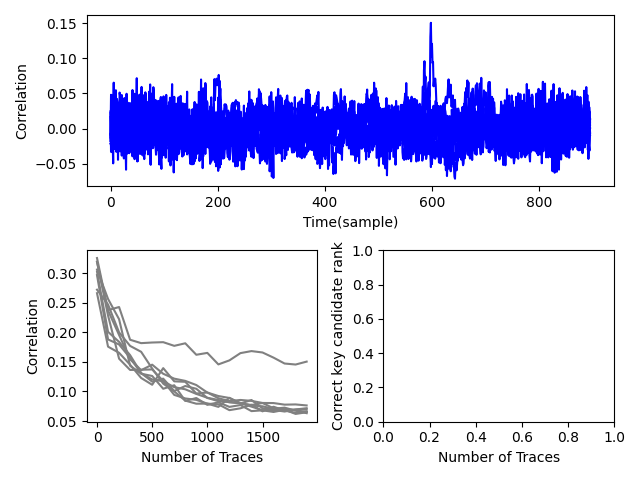 0.15
0.10
0.05
0.00
−0.05
Correlation
0 200 400 600 800
Time(sample)
0.30
0.25
0.20
0.15
0.10
0.05
Correlation
0 500 1000 1500
Number of Traces
1.0
0.8
0.6
0.4
0.2
0.0
Correct key candidate rank
0.0 0.2 0.4 0.6 0.8 1.0
Number of Traces